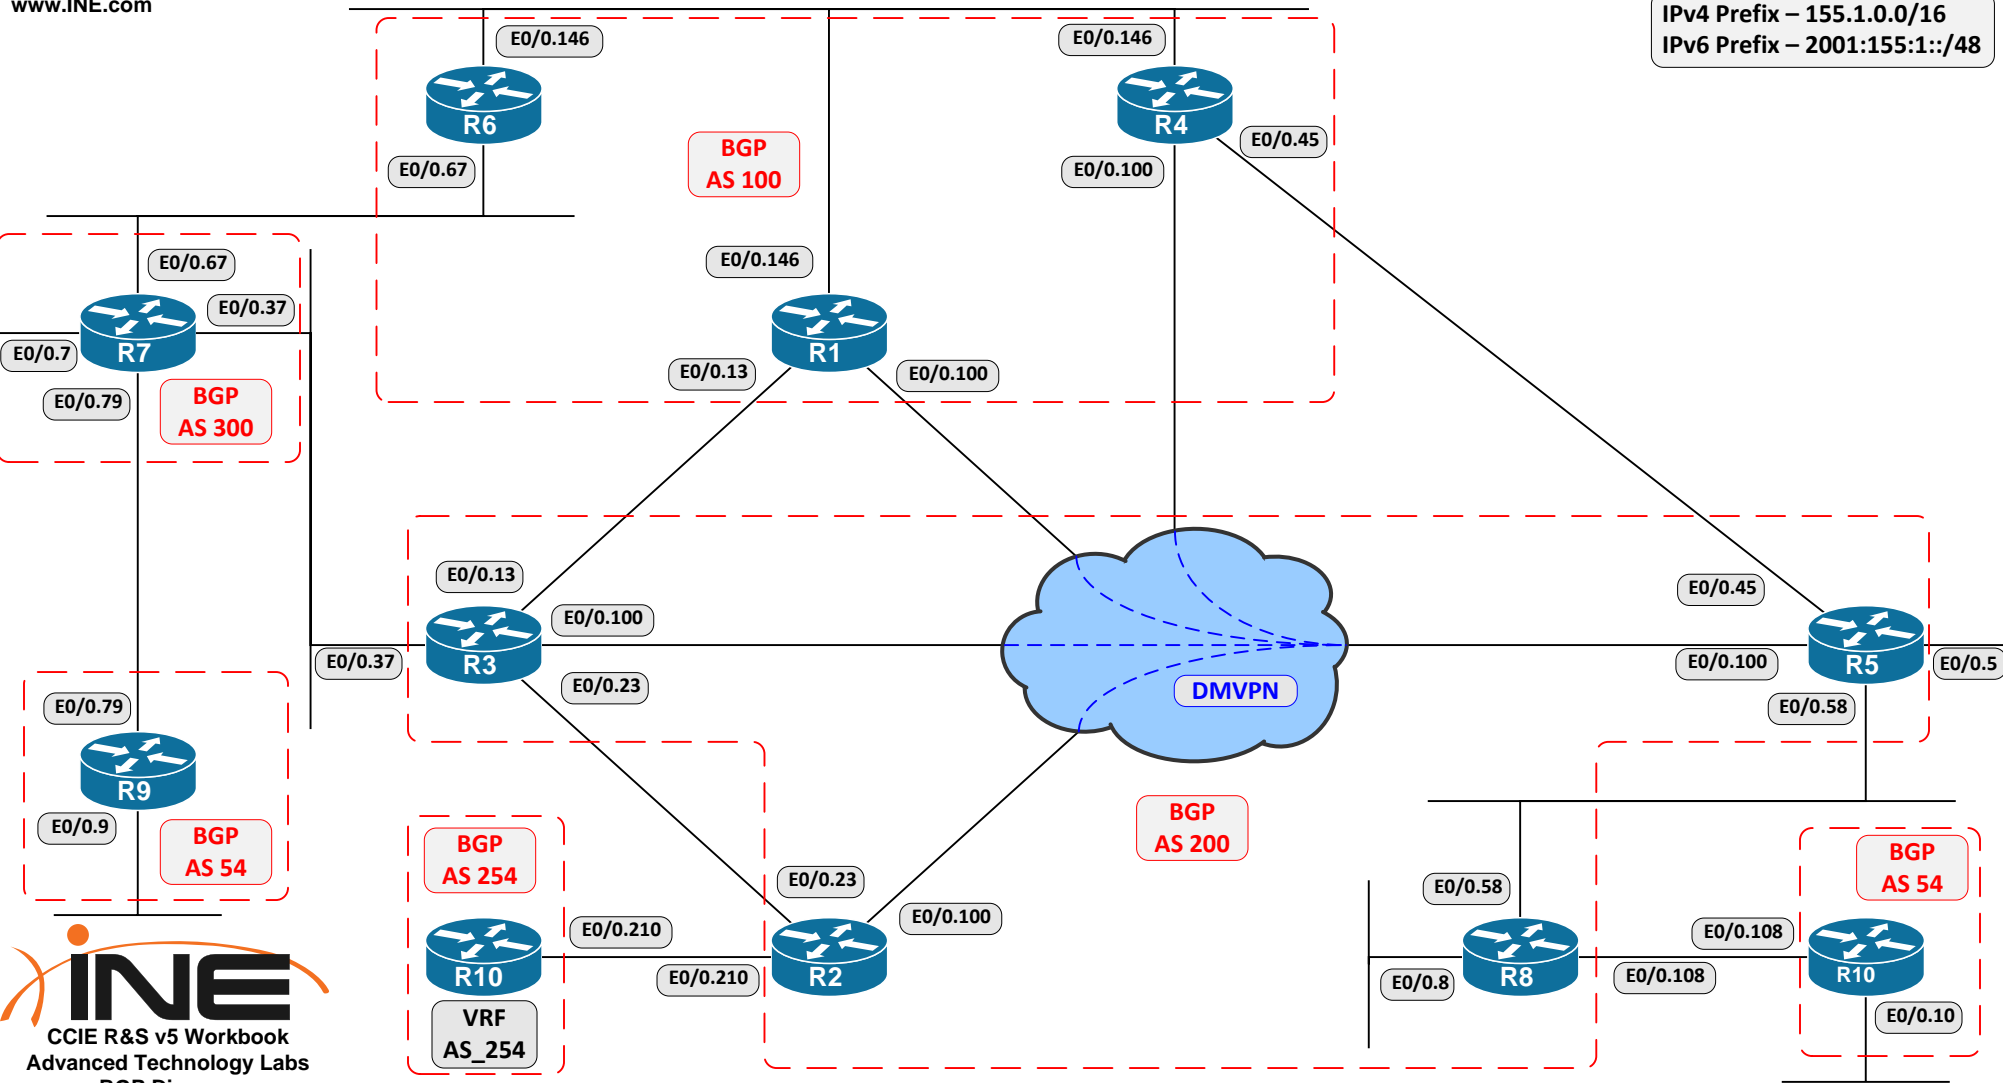 www.INE.com
IPv4 Prefix – 155.1.0.0/16
IPv6 Prefix – 2001:155:1::/48
E0/0.146
E0/0.146
R6
R4
E0/0.67
BGP
AS 100
E0/0.100
E0/0.45
E0/0.67
E0/0.37
E0/0.146
R7
E0/0.7
R1
E0/0.79
BGP
AS 300
E0/0.13
E0/0.100
E0/0.13
E0/0.100
E0/0.45
R3
E0/0.37
E0/0.23
DMVPN
E0/0.100
R5
E0/0.5
E0/0.58
E0/0.79
R9
E0/0.9
BGP
AS 54
BGP
AS 254
BGP
AS 200
BGP
AS 54
E0/0.23
E0/0.58
E0/0.210
E0/0.100
E0/0.108
R10
E0/0.210
R2
E0/0.8
R8
E0/0.108
R10
VRF
AS_254
E0/0.10
iNE
CCIE R&S v5 Workbook
Advanced Technology Labs